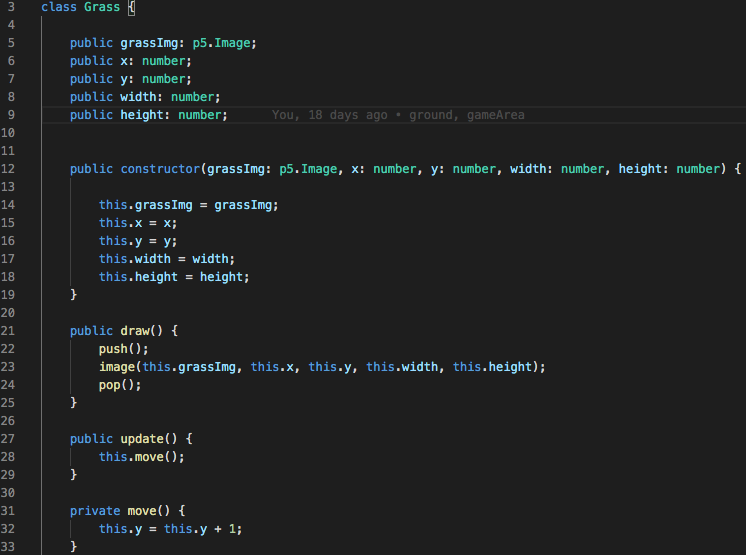 3 class Grass {
4
5 public grassImg: p5.Image;
6 public x: number;
7 public y: number;
8 public width: number;
9 public height: number; You, 18 days ago • ground, gameArea
10
11
12 public constructor(grassImg: p5.Image, x: number, y: number, width: number, height: number) {
13
14 this.grassImg = grassImg;
15 this.x = x;
16 this.y = y;
17 this.width = width;
18 this.height = height;
19 }
20
21 public draw() {
22 push();
23 image(this.grassImg, this.x, this.y, this.width, this.height);
24 pop();
25 }
26
27 public update() {
28 this.move();
29 }
30
31 private move() {
32 this.y = this.y + 1;
33 }